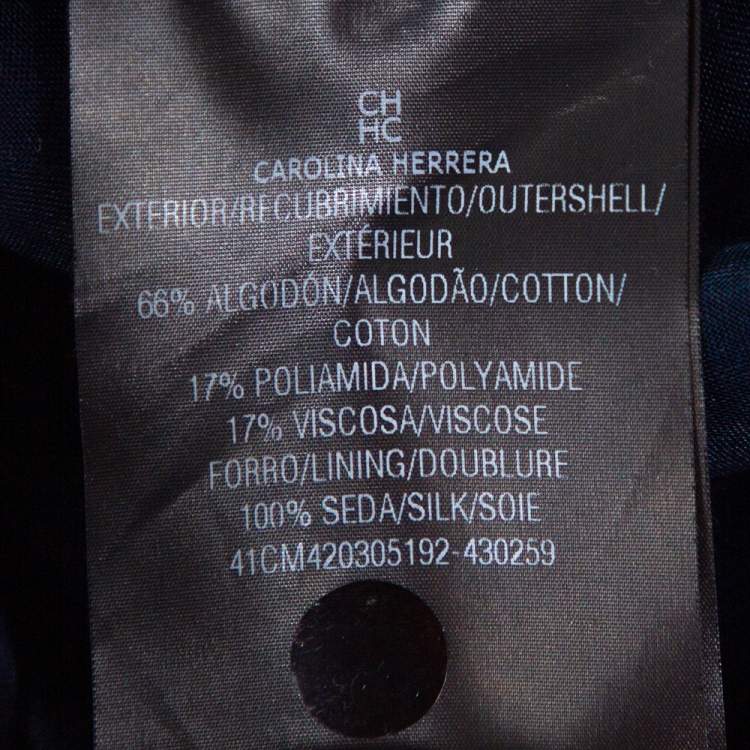 CH
HC
CAROLINA HERRERA
EXTERIOR/RECUBRIMIENTO/OUTERSHELL/
EXTÉRIEUR
66% ALGODÓN/ALGODÃO/COTTON/
COTON
17% POLIAMIDA/POLYAMIDE
17% VISCOSA/VISCOSE
FORRO/LINING/DOUBLURE
100% SEDA/SILK/SOIE
41CM420305192-430259